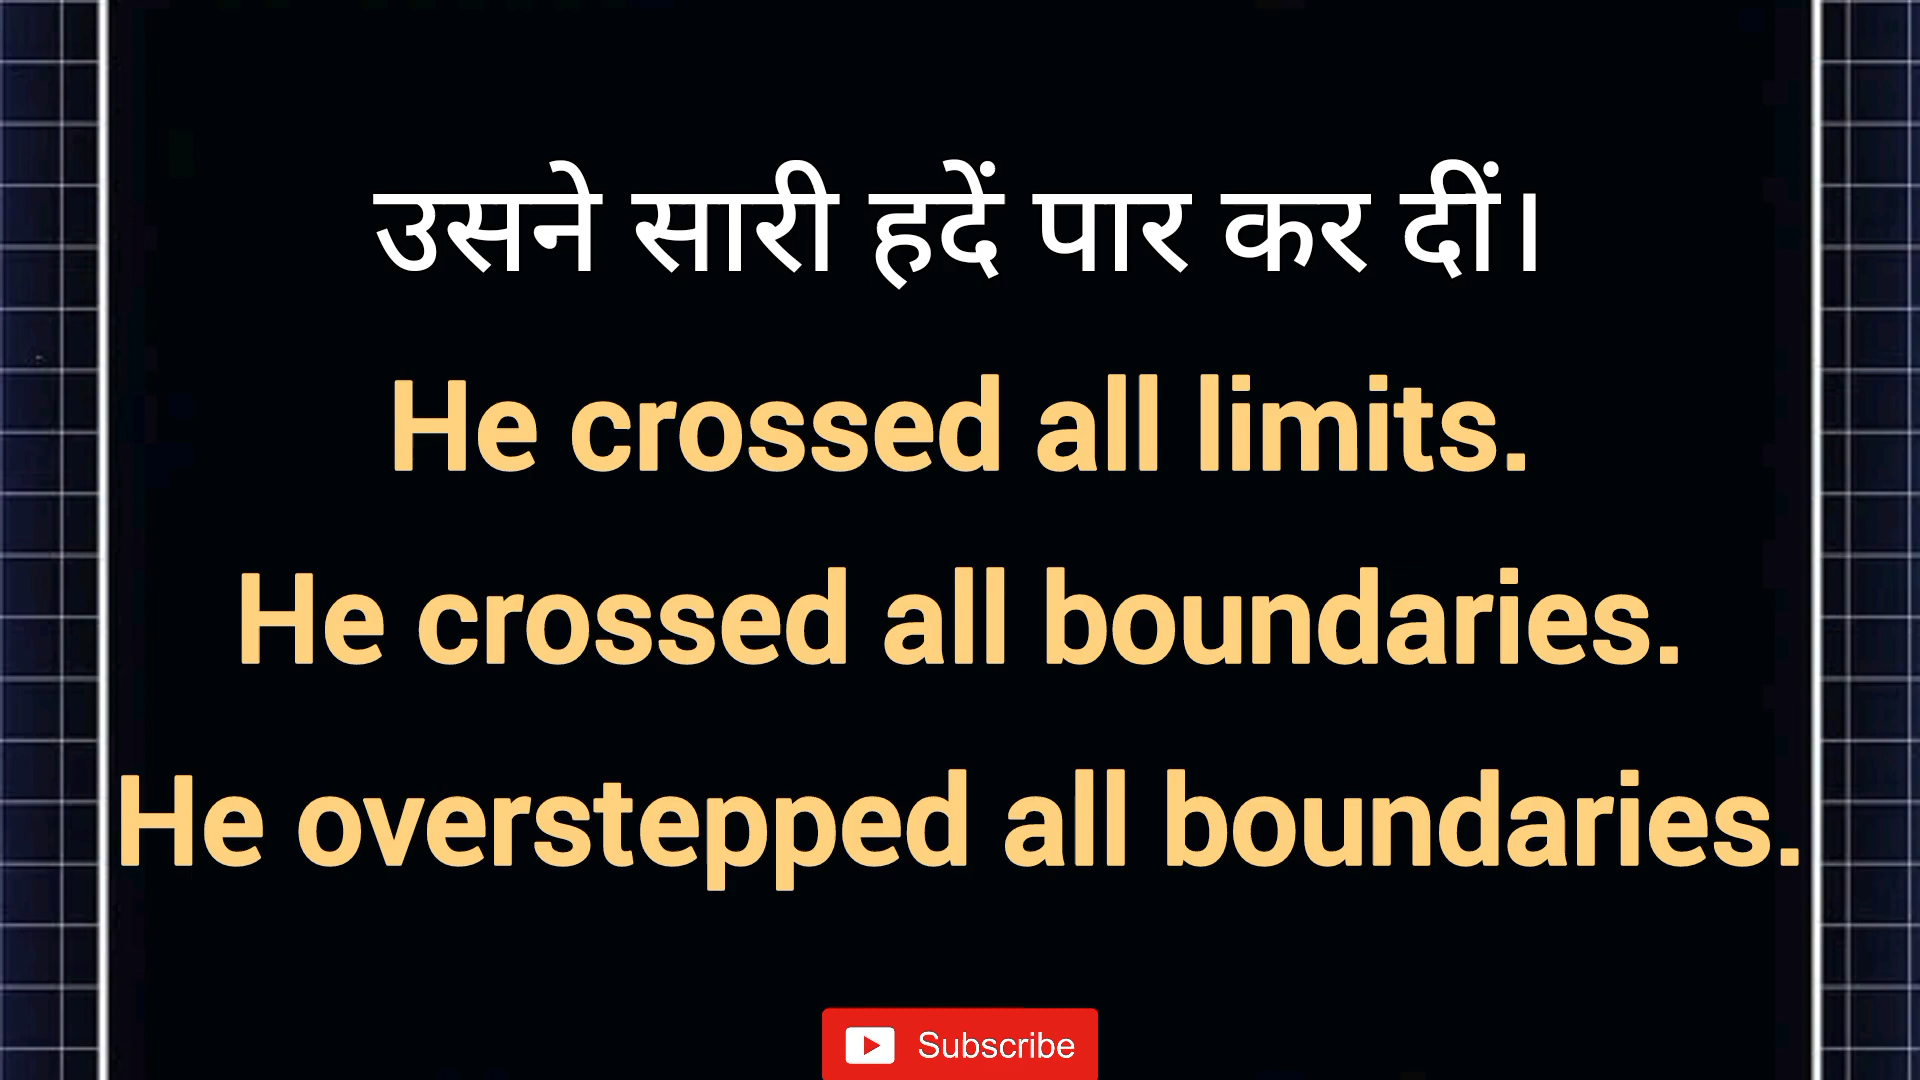 उसने सारी हदें पार कर दीं।
He crossed all limits.
He crossed all boundaries.
He overstepped all boundaries.
Subscribe